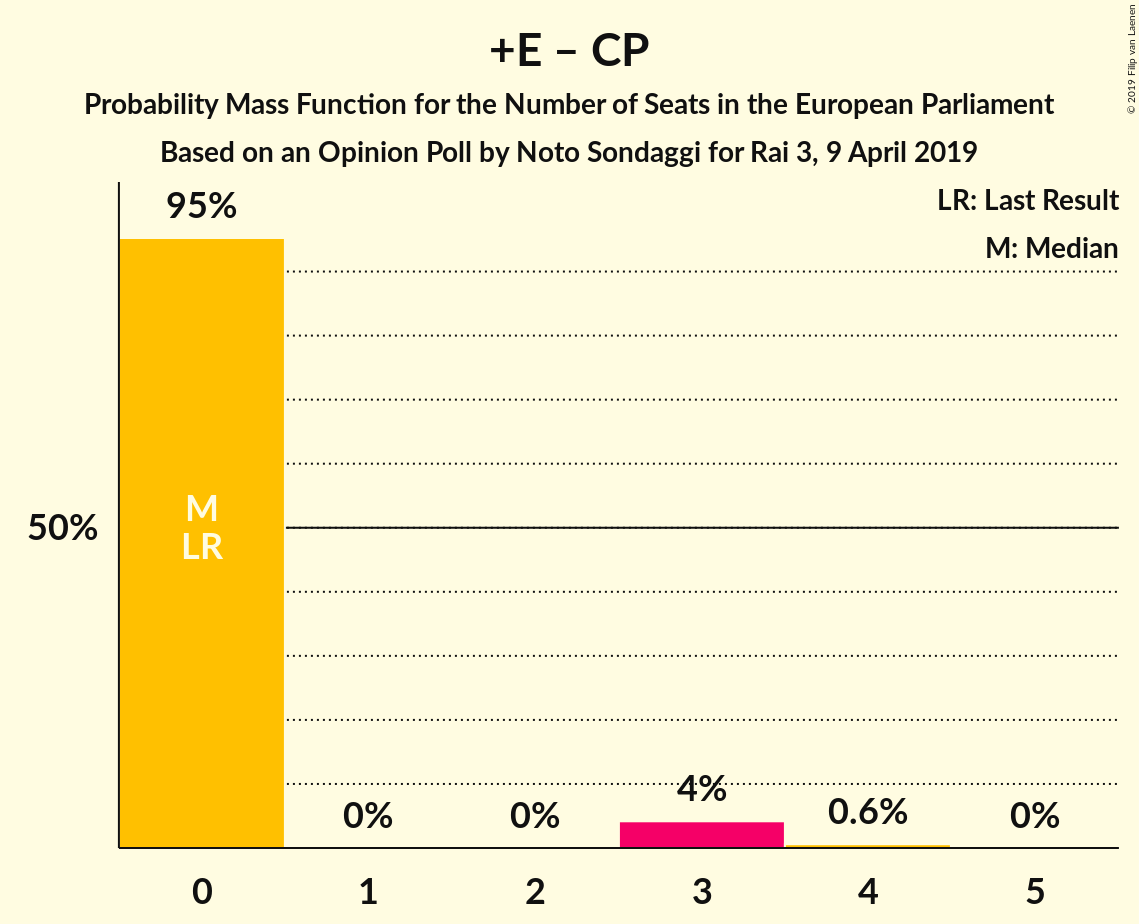 +E – CP
Probability Mass Function for the Number of Seats in the European Parliament
Based on an Opinion Poll by Noto Sondaggi for Rai 3, 9 April 2019
© 2019 Filip van Laenen
LR: Last Result
M: Median
95%
M
LR
50%
0%
0%
4%
0.6%
0%
0
1
2
3
4
5